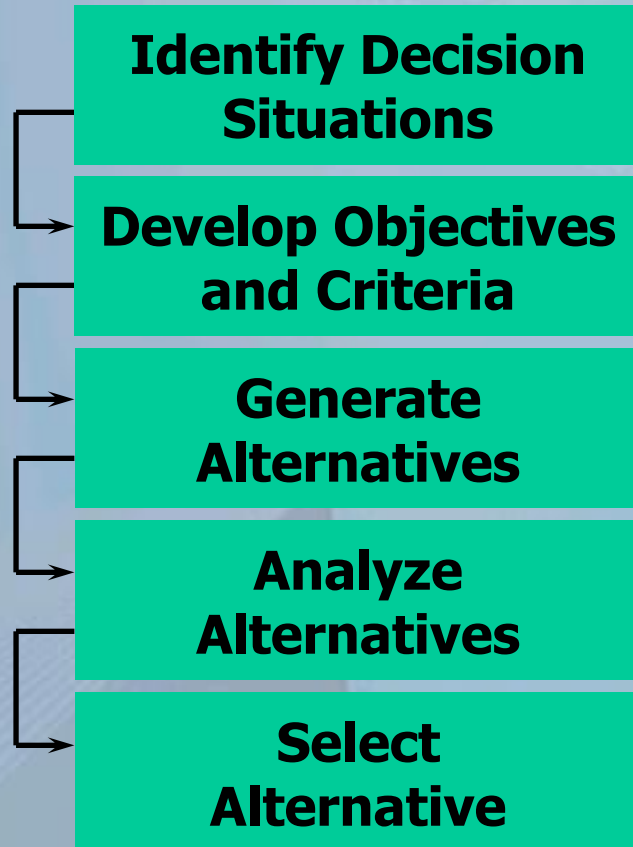 Identify Decision
Situations
Develop Objectives
and Criteria
Generate
Alternatives
Analyze
Alternatives
Select
Alternative